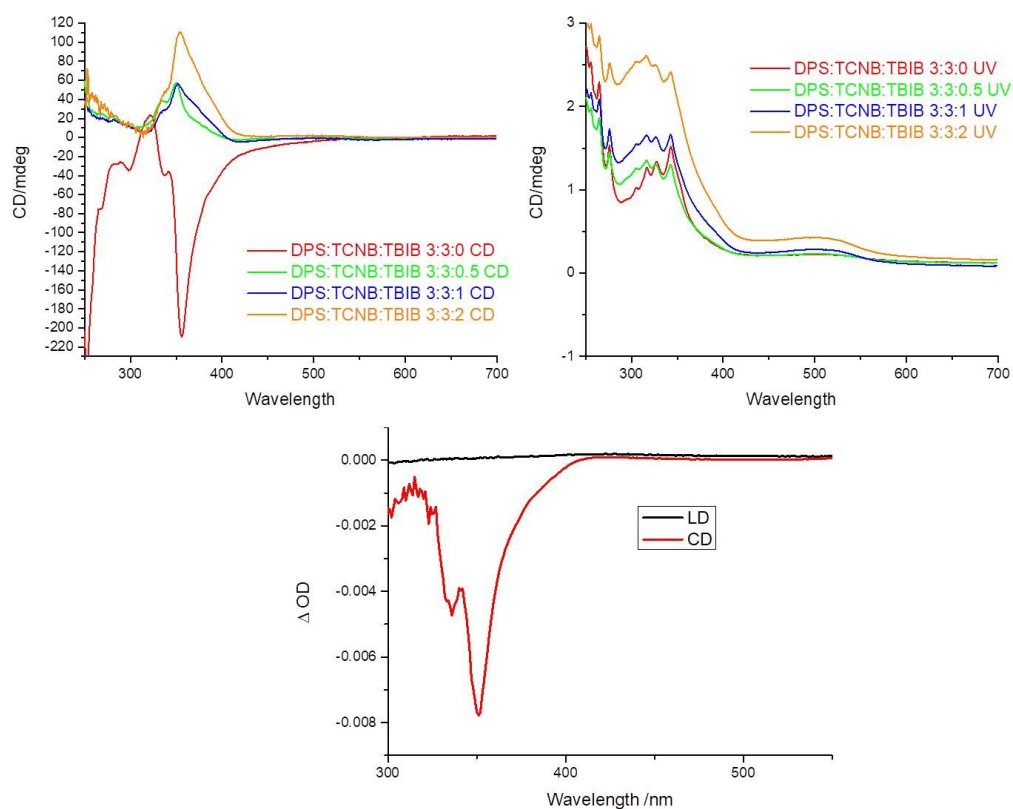 120
100
80
60
40
20
0
-20
-40
-60
-80
-100
-120
-140
-160
-180
-200
-220
CD/mdeg
DPS:TCNB:TBIB 3:3:0 CD
DPS:TCNB:TBIB 3:3:0.5 CD
DPS:TCNB:TBIB 3:3:1 CD
DPS:TCNB:TBIB 3:3:2 CD
300 400 500 600 700
Wavelength
3
2
1
0
-1
CD/mdeg
DPS:TCNB:TBIB 3:3:0 UV
DPS:TCNB:TBIB 3:3:0.5 UV
DPS:TCNB:TBIB 3:3:1 UV
DPS:TCNB:TBIB 3:3:2 UV
300 400 500 600 700
Wavelength
0.000
-0.002
-0.004
-0.006
-0.008
Δ OD
LD
CD
300 400 500
Wavelength /nm